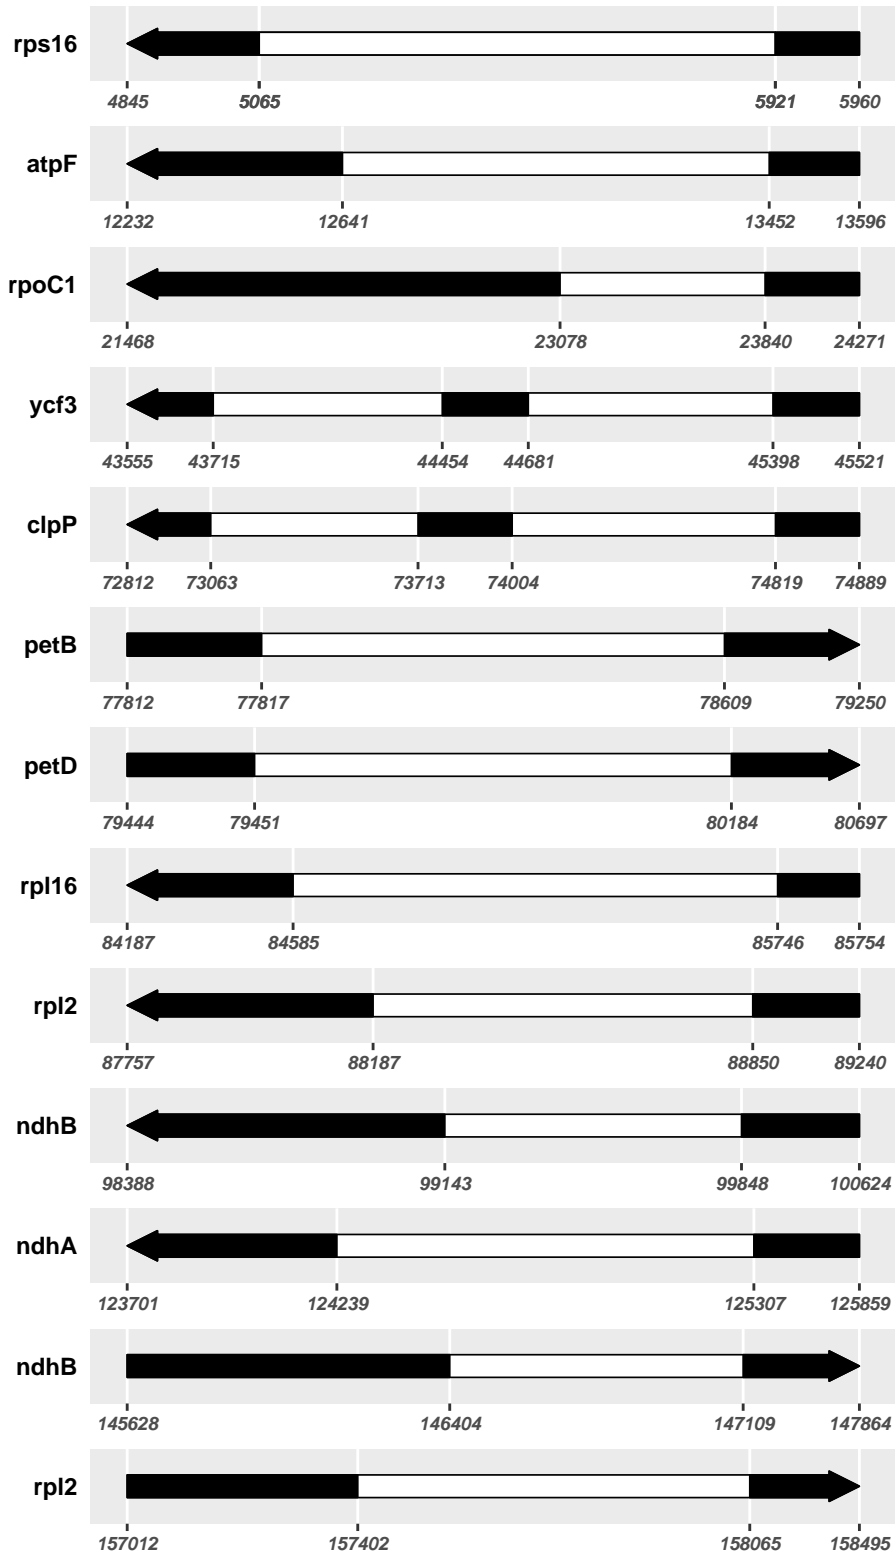 rps16
4845 5065 5921 5960
atpF
12232 12641 13452 13596
rpoC1
21468 23078 23840 24271
ycf3
43555 43715 44454 44681 45398 45521
clpP
72812 73063 73713 74004 74819 74889
petB
77812 77817 78609 79250
petD
79444 79451 80184 80697
rpl16
84187 84585 85746 85754
rpl2
87757 88187 88850 89240
ndhB
98388 99143 99848 100624
ndhA
123701 124239 125307 125859
ndhB
145628 146404 147109 147864
rpl2
157012 157402 158065 158495